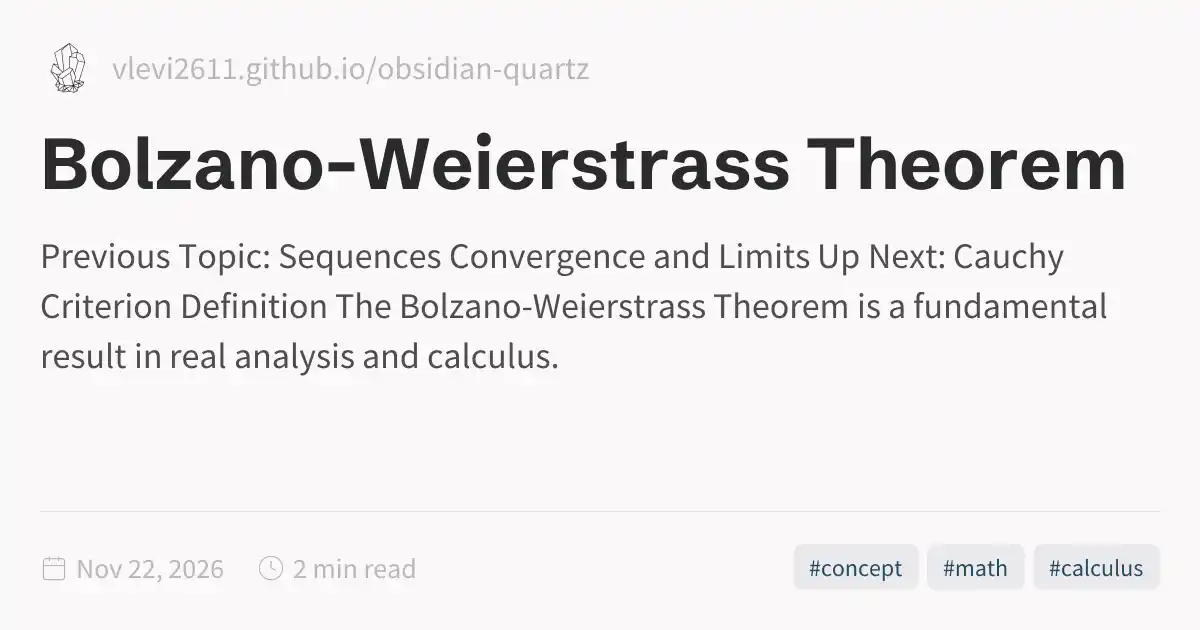 vlevi2611.github.io/obsidian-quartz
Bolzano-Weierstrass Theorem
Previous Topic: Sequences Convergence and Limits Up Next: Cauchy
Criterion Definition The Bolzano-Weierstrass Theorem is a fundamental
result in real analysis and calculus.
Nov 22, 2026 2 min read #concept #math #calculus